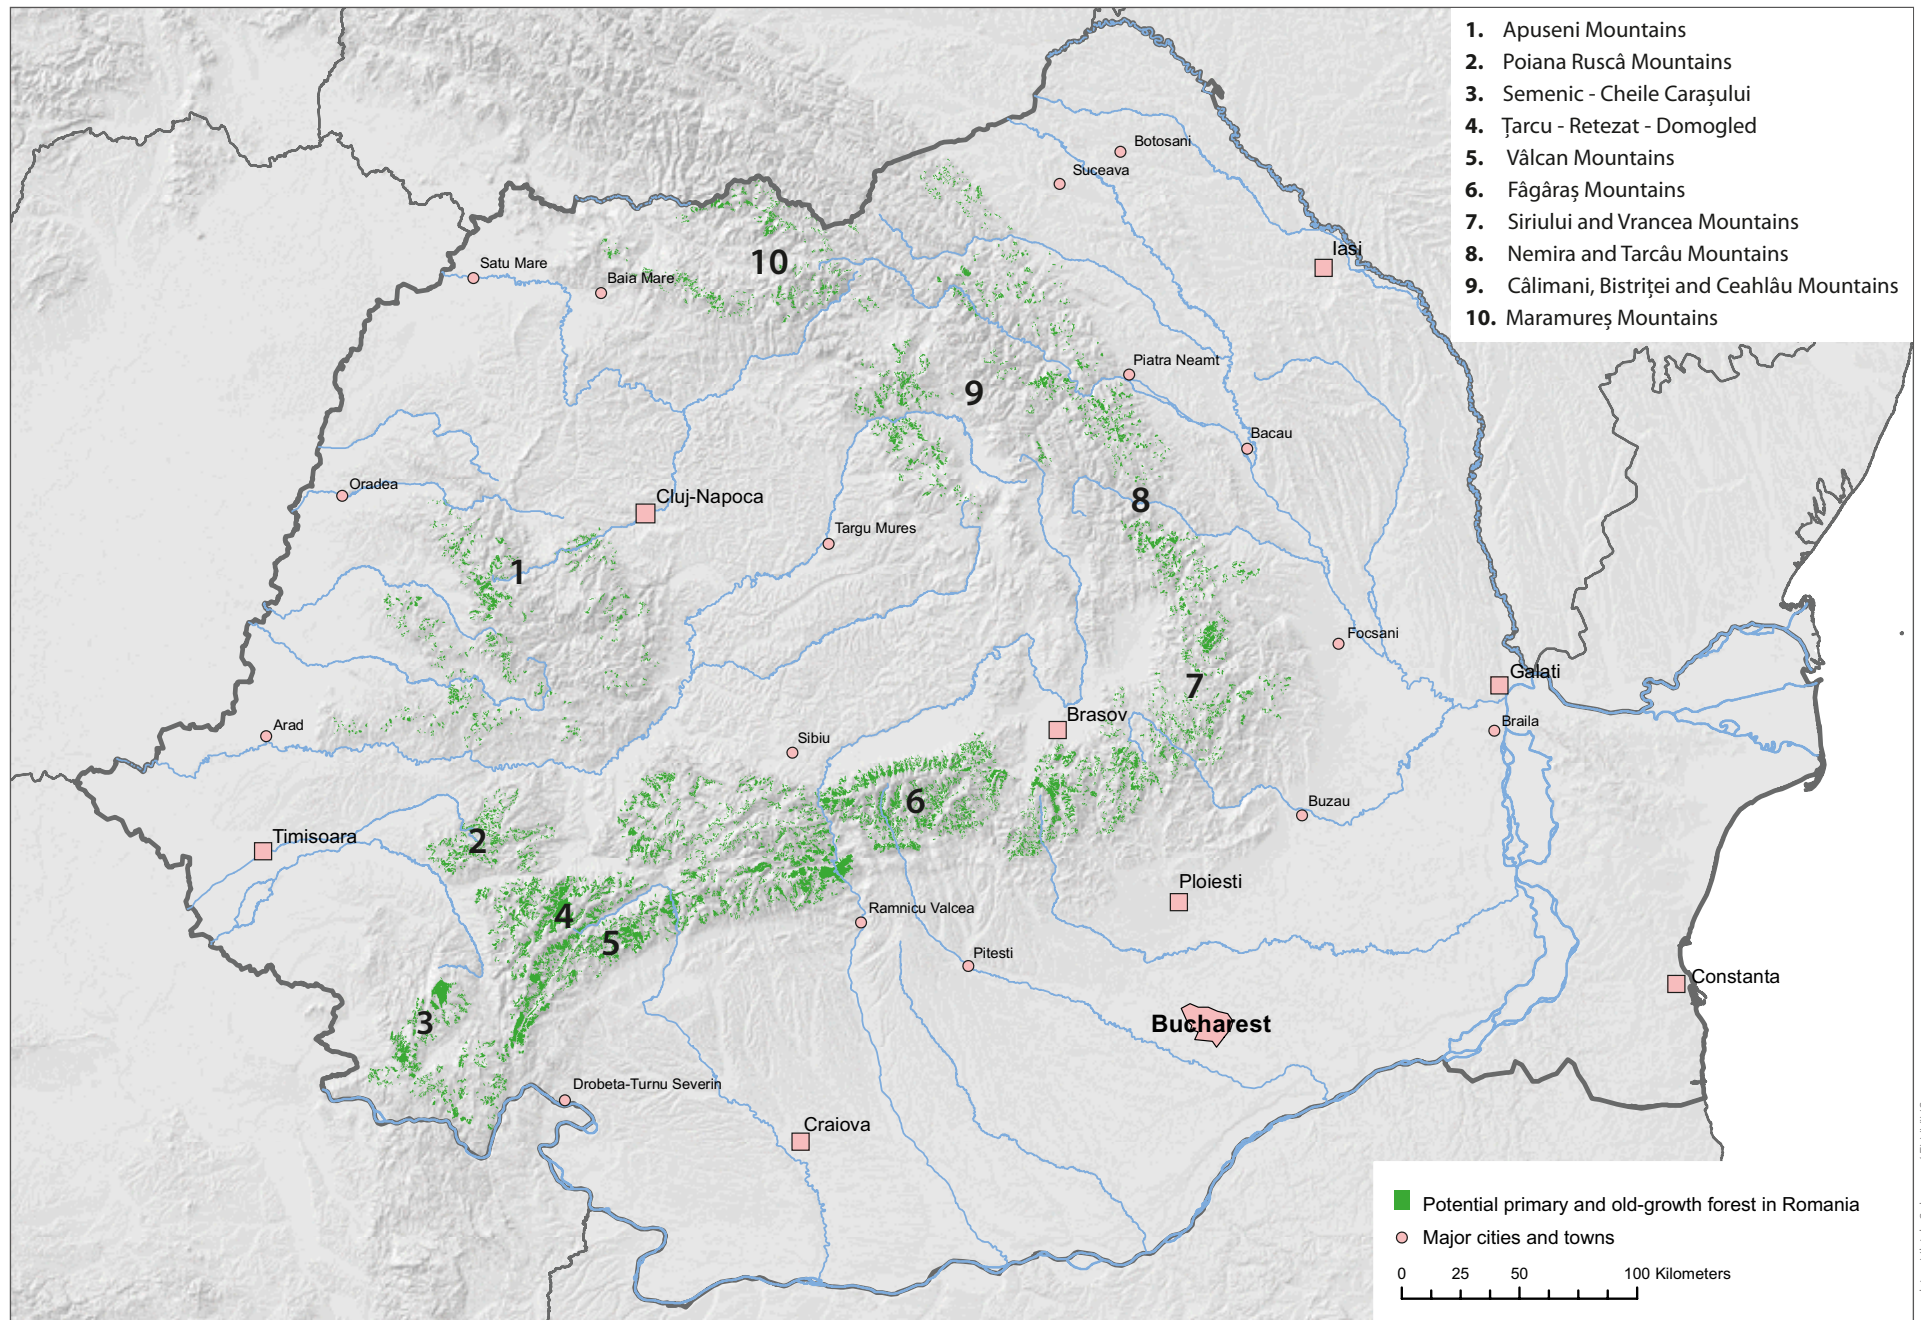 1. Apuseni Mountains
2. Poiana Ruscâ Mountains
3. Semenic - Cheile Carașului
4. Țarcu - Retezat - Domogled
5. Vâlcan Mountains
6. Fâgâraș Mountains
7. Siriului and Vrancea Mountains
8. Nemira and Tarcâu Mountains
9. Câlimani, Bistriței and Ceahlâu Mountains
10. Maramureș Mountains
Botosani
Suceava
Iasi
10
Satu Mare
Baia Mare
Piatra Neamt
9
Bacau
Oradea
Cluj-Napoca
8
Targu Mures
1
Focsani
Galati
7
Brasov
Braila
Arad
Sibiu
6
Buzau
Timisoara
2
Ploiesti
4
Ramnicu Valcea
5
Pitesti
Constanta
3
Bucharest
Drobeta-Turnu Severin
Craiova
Potential primary and old-growth forest in Romania
Major cities and towns
0 25 50 100 Kilometers